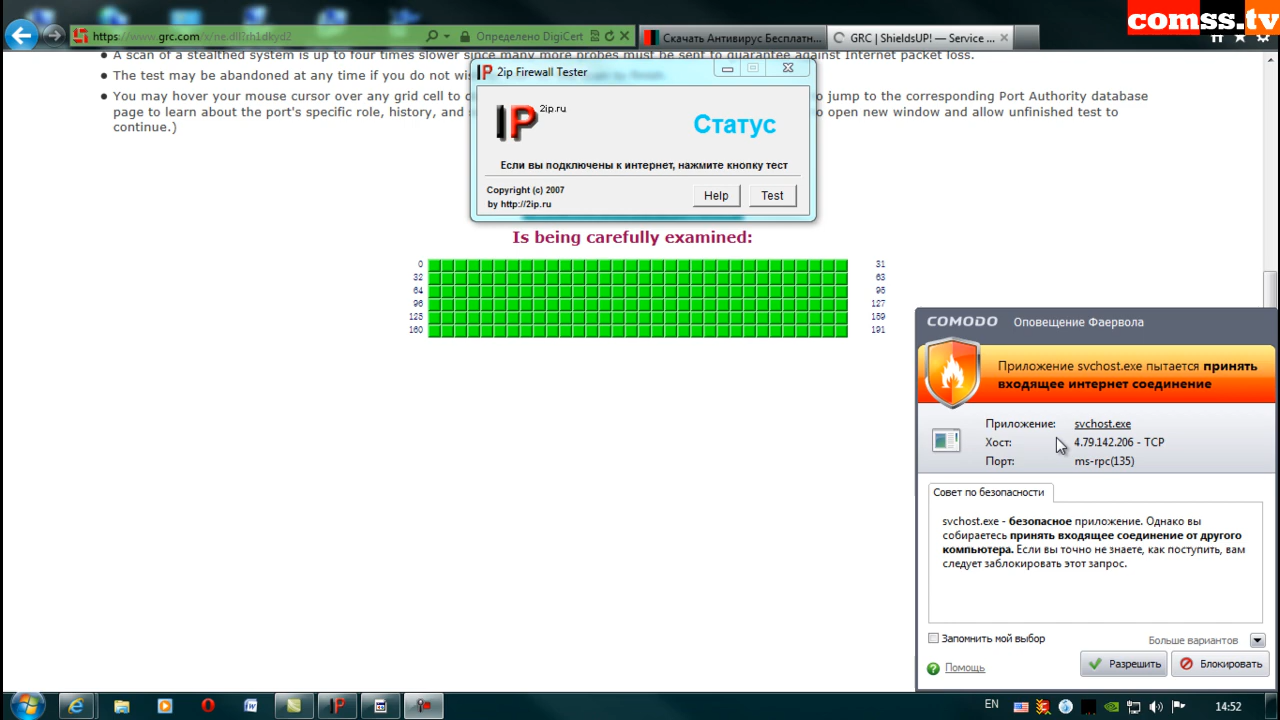 comss.tv
https://www.grc.com/x/ne.dll?rh1dkyd2
Определено DigiCert
Скачать Антивирус Бесплатн...
GRC | ShieldsUP! — Service ...
A scan of a stealthed system is up to four times slower since many more probes must be sent to guarantee against Internet packet loss.
The test may be abandoned at any time if you do not
You may hover your mouse cursor over any grid cell to
to jump to the corresponding Port Authority database
page to learn about the port's specific role, history, and
to open new window and allow unfinished test to
continue.)
IP 2ip Firewall Tester
IP 2ip.ru
Статус
Если вы подключены к интернет, нажмите кнопку тест
Copyright (c) 2007
by http://2ip.ru
Help
Test
Is being carefully examined:
0 31
32 63
64 95
96 127
128 159
160 191
COMODO Оповещение Фаервола
Приложение svchost.exe пытается принять
входящее интернет соединение
Приложение: svchost.exe
Хост: 4.79.142.206 - TCP
Порт: ms-rpc(135)
Совет по безопасности
svchost.exe - безопасное приложение. Однако вы
собираетесь принять входящее соединение от другого
компьютера. Если вы точно не знаете, как поступить, вам
следует заблокировать этот запрос.
Запомнить мой выбор
Больше вариантов
Помощь
Разрешить
Блокировать
EN
14:52